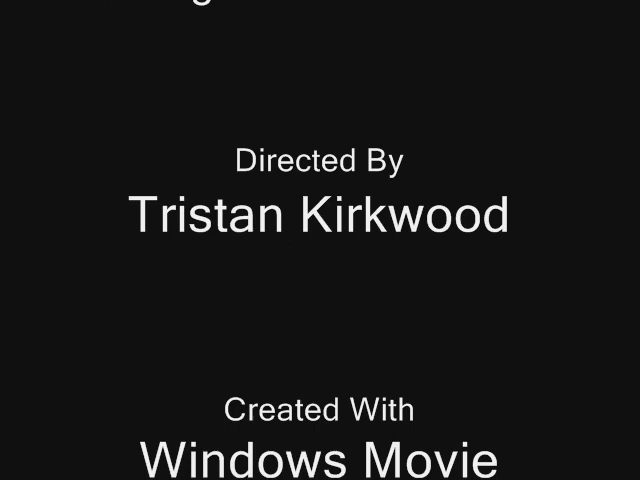 Directed By
Tristan Kirkwood
Created With
Windows Movie